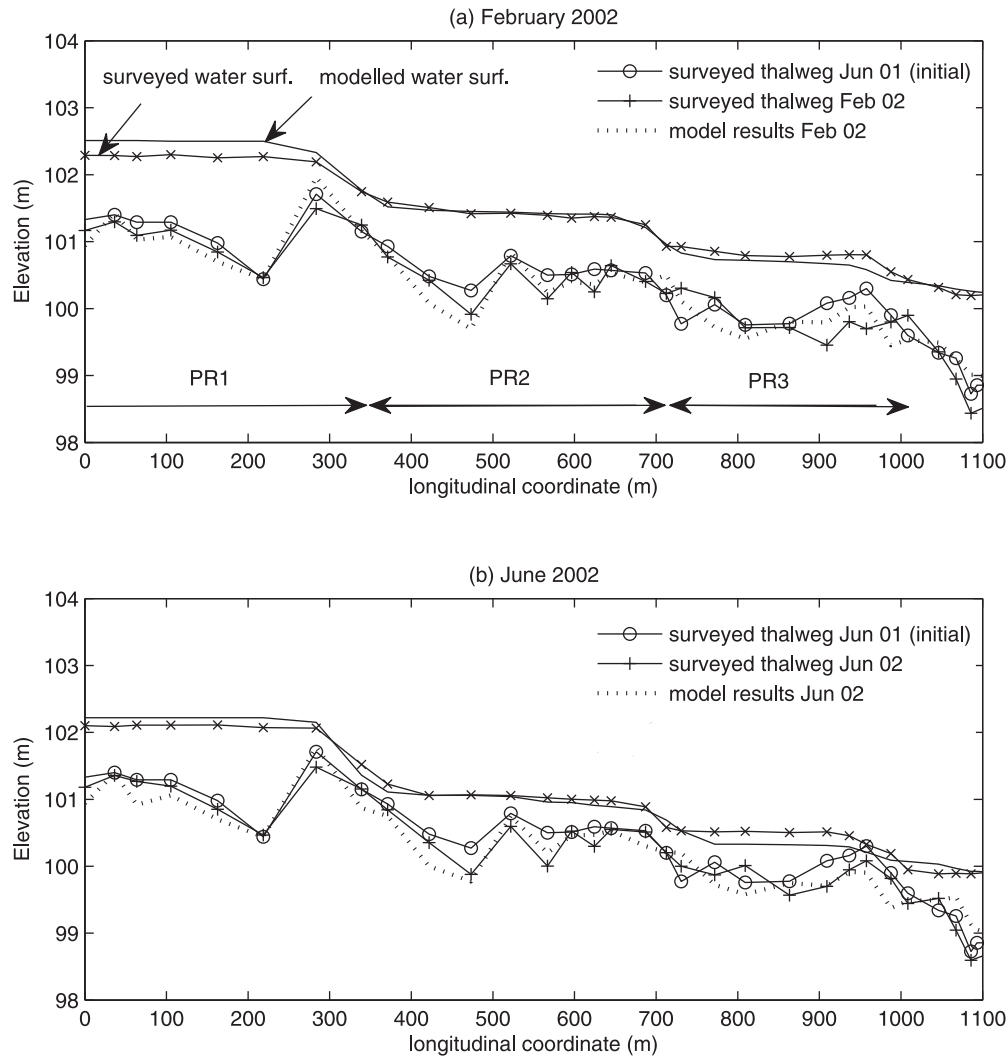 (a) February 2002
104
103
102
101
100
99
98
Elevation (m)
surveyed water surf.
modelled water surf.
surveyed thalweg Jun 01 (initial)
surveyed thalweg Feb 02
model results Feb 02
PR1
PR2
PR3
0 100 200 300 400 500 600 700 800 900 1000 1100
longitudinal coordinate (m)
(b) June 2002
104
103
102
101
100
99
98
Elevation (m)
surveyed thalweg Jun 01 (initial)
surveyed thalweg Jun 02
model results Jun 02
0 100 200 300 400 500 600 700 800 900 1000 1100
longitudinal coordinate (m)